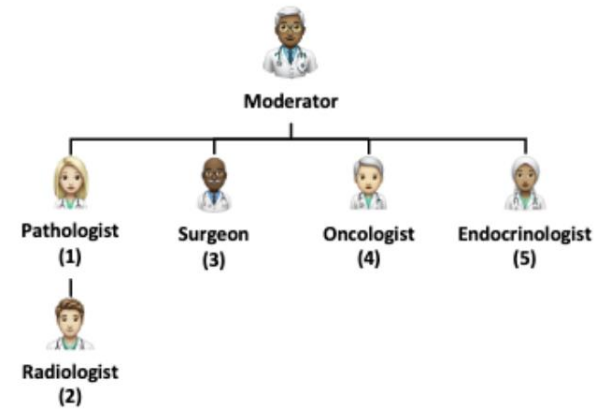 Moderator
Pathologist
(1)
Surgeon
(3)
Oncologist
(4)
Endocrinologist
(5)
Radiologist
(2)